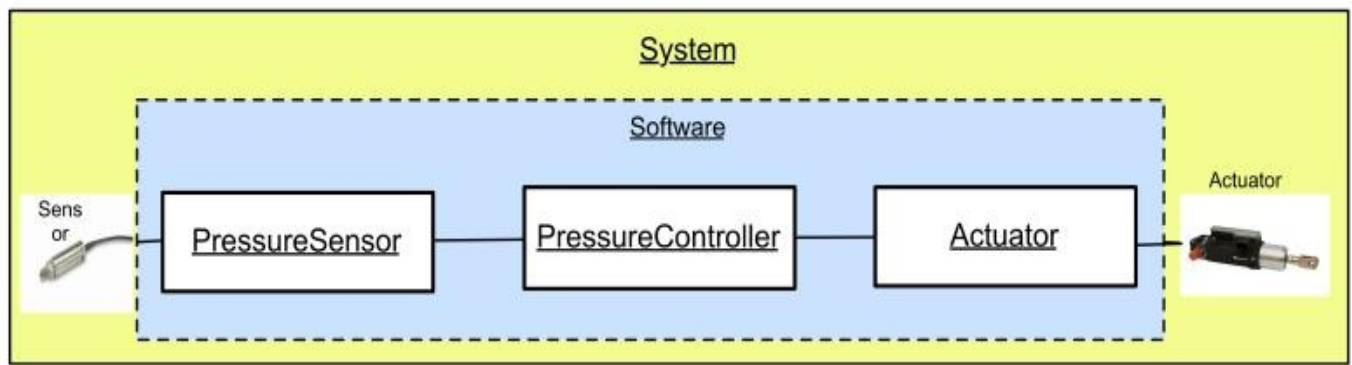 System
Software
Sens
or
PressureSensor
PressureController
Actuator
Actuator